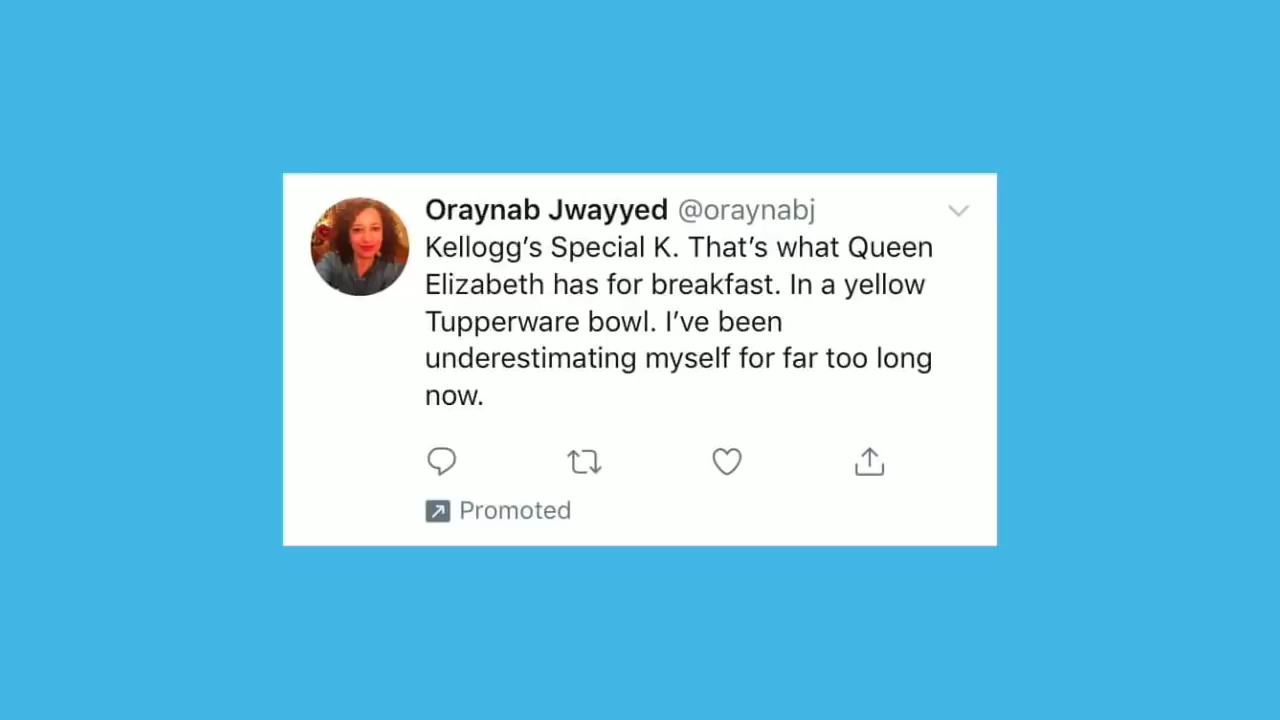 Oraynab Jwayyed @oraynabj
Kellogg’s Special K. That’s what Queen
Elizabeth has for breakfast. In a yellow
Tupperware bowl. I’ve been
underestimating myself for far too long
now.
Promoted